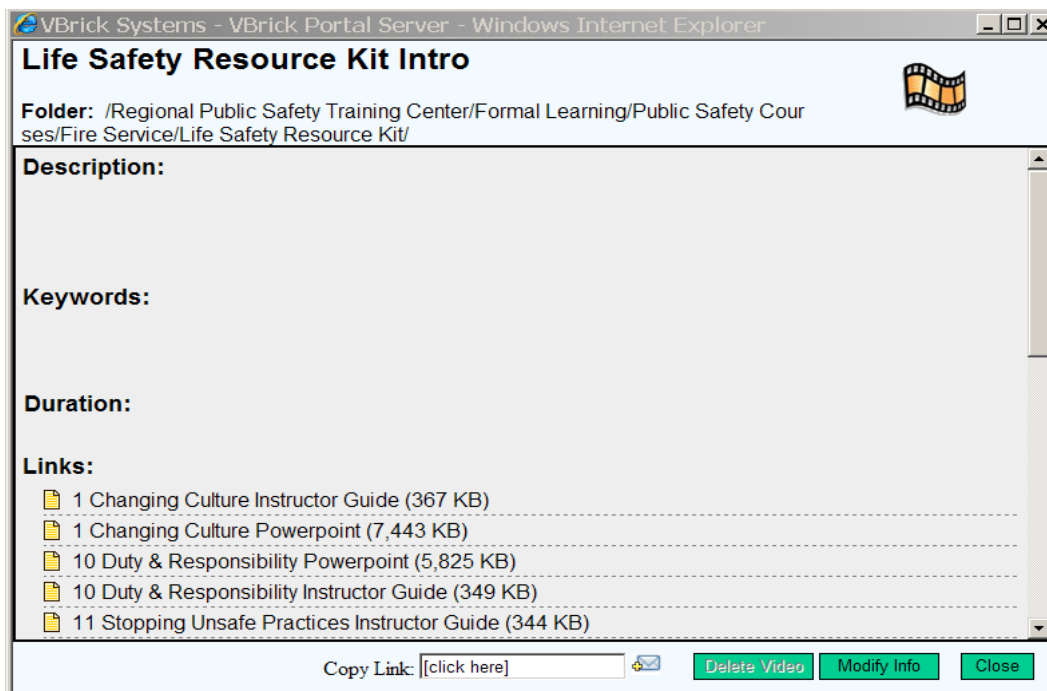 VBrick Systems - VBrick Portal Server - Windows Internet Explorer
Life Safety Resource Kit Intro
Folder: /Regional Public Safety Training Center/Formal Learning/Public Safety Cour
ses/Fire Service/Life Safety Resource Kit/
Description:
Keywords:
Duration:
Links:
1 Changing Culture Instructor Guide (367 KB)
1 Changing Culture Powerpoint (7,443 KB)
10 Duty & Responsibility Powerpoint (5,825 KB)
10 Duty & Responsibility Instructor Guide (349 KB)
11 Stopping Unsafe Practices Instructor Guide (344 KB)
Copy Link: [click here] Delete Video Modify Info Close